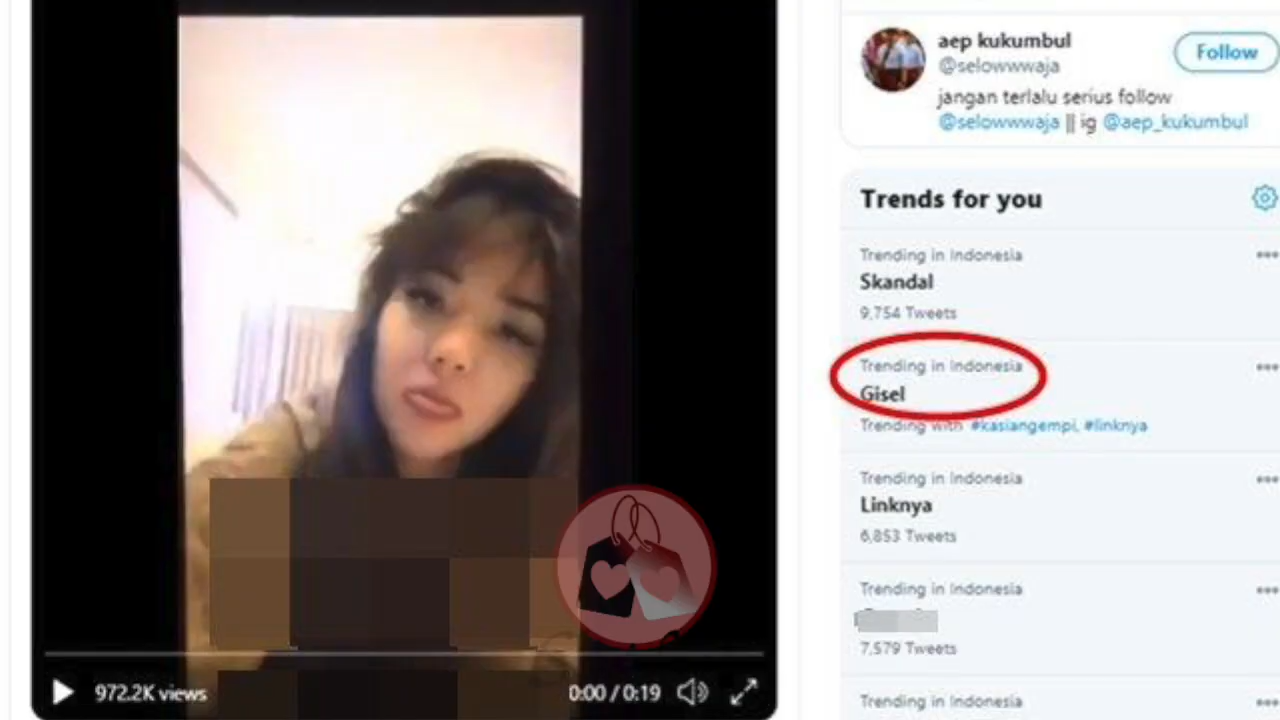 972.2K views
0:00 / 0:19
aep kukumbul
Follow
@selowwwaja
jangan terlalu serius follow
@selowwwaja || ig @aep_kukumbul
Trends for you
Trending in Indonesia
Skandal
9,754 Tweets
Trending in Indonesia
Gisel
Trending with #kasiangempi, #linknya
Trending in Indonesia
Linknya
6,853 Tweets
Trending in Indonesia
7,579 Tweets
Trending in Indonesia